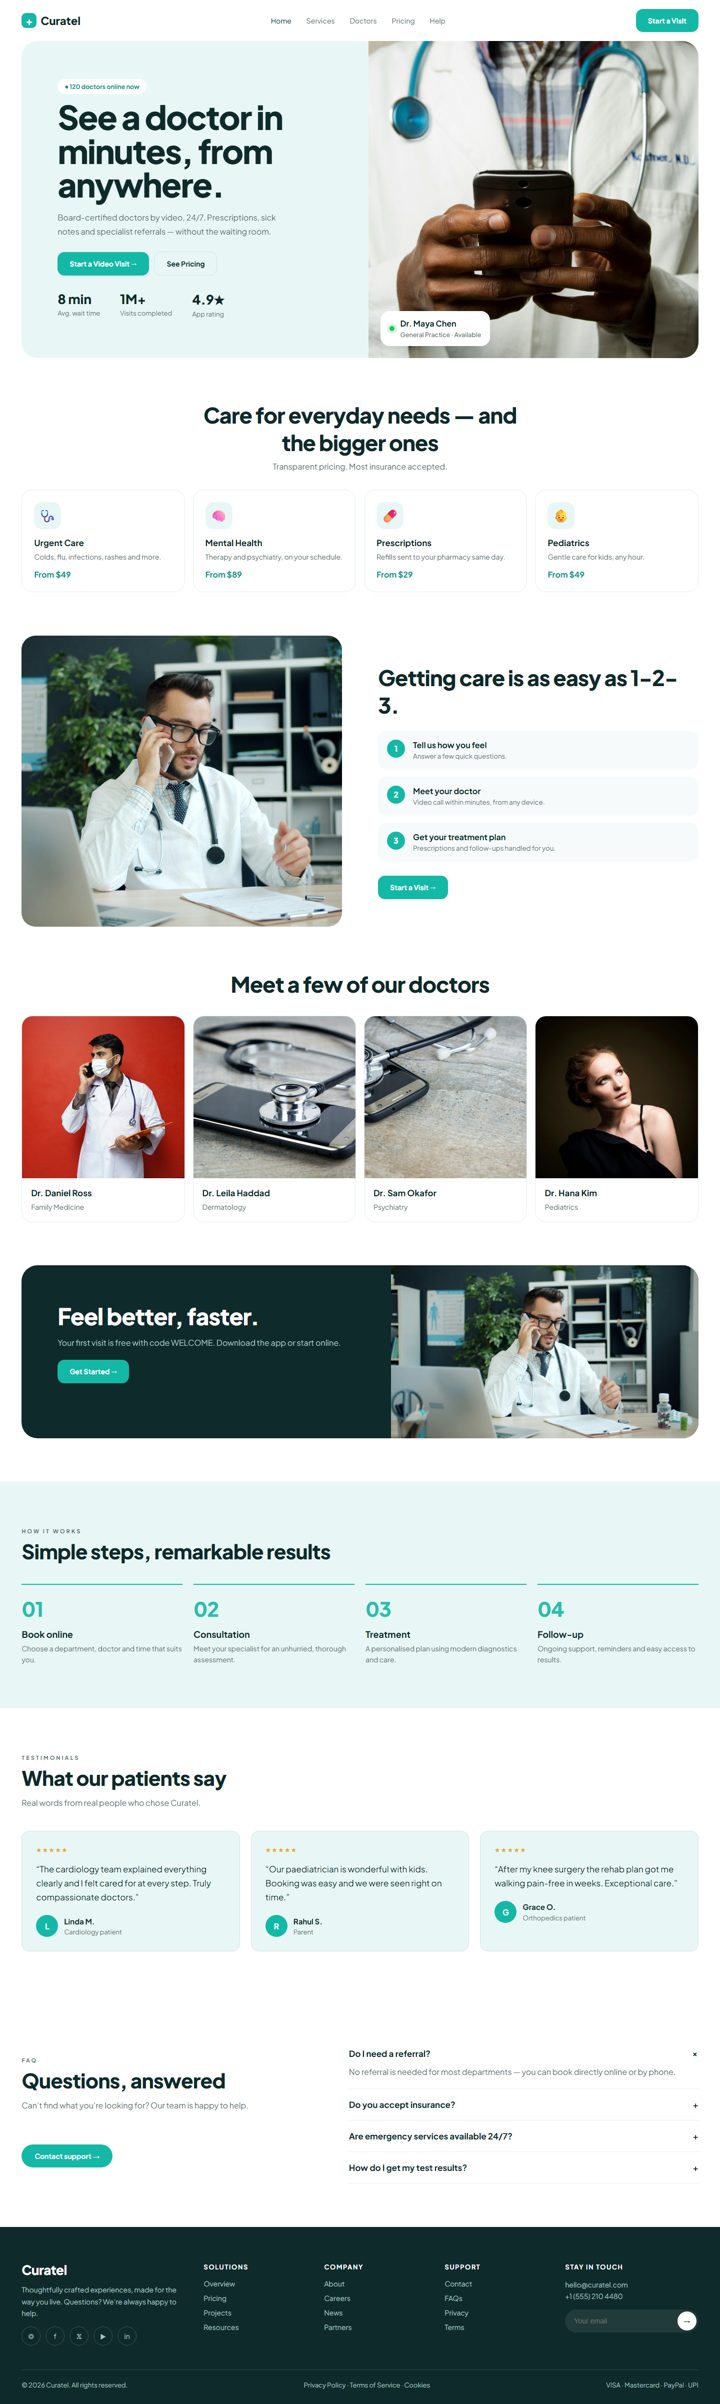 Curatel
Home Services Doctors Pricing Help
Start a Visit
120 doctors online now
See a doctor in
minutes, from
anywhere.
Board-certified doctors by video, 24/7. Prescriptions, sick
notes and specialist referrals — without the waiting room.
Start a Video Visit →
See Pricing
8 min 1M+ 4.9★
Avg. wait time Visits completed App rating
Dr. Maya Chen
General Practice · Available
Care for everyday needs — and
the bigger ones
Transparent pricing. Most insurance accepted.
Urgent Care
Colds, flu, infections, rashes and more.
From $49
Mental Health
Therapy and psychiatry, on your schedule.
From $89
Prescriptions
Refills sent to your pharmacy same day.
From $29
Pediatrics
Gentle care for kids, any hour.
From $49
Getting care is as easy as 1-2-
3.
1 Tell us how you feel
Answer a few quick questions.
2 Meet your doctor
Video call within minutes, from any device.
3 Get your treatment plan
Prescriptions and follow-ups handled for you.
Start a Visit →
Meet a few of our doctors
Dr. Daniel Ross
Family Medicine
Dr. Leila Haddad
Dermatology
Dr. Sam Okafor
Psychiatry
Dr. Hana Kim
Pediatrics
Feel better, faster.
Your first visit is free with code WELCOME. Download the app or start online.
Get Started →
HOW IT WORKS
Simple steps, remarkable results
01
Book online
Choose a department, doctor and time that suits
you.
02
Consultation
Meet your specialist for an unhurried, thorough
assessment.
03
Treatment
A personalised plan using modern diagnostics
and care.
04
Follow-up
Ongoing support, reminders and easy access to
results.
TESTIMONIALS
What our patients say
Real words from real people who chose Curatel.
★★★★★
“The cardiology team explained everything
clearly and I felt cared for at every step. Truly
compassionate doctors.”
L Linda M.
Cardiology patient
★★★★★
“Our paediatrician is wonderful with kids.
Booking was easy and we were seen right on
time.”
R Rahul S.
Parent
★★★★★
“After my knee surgery the rehab plan got me
walking pain-free in weeks. Exceptional care.”
G Grace O.
Orthopedics patient
FAQ
Questions, answered
Can’t find what you’re looking for? Our team is happy to help.
Contact support →
Do I need a referral? ×
No referral is needed for most departments — you can book directly online or by phone.
Do you accept insurance? +
Are emergency services available 24/7? +
How do I get my test results? +
Curatel
Thoughtfully crafted experiences, made for the
way you live. Questions? We’re always happy to
help.
f 𝕏 ▶ in
SOLUTIONS
Overview
Pricing
Projects
Resources
COMPANY
About
Careers
News
Partners
SUPPORT
Contact
FAQs
Privacy
Terms
STAY IN TOUCH
hello@curatel.com
+1 (555) 210 4480
Your email →
© 2026 Curatel. All rights reserved.
Privacy Policy · Terms of Service · Cookies
VISA · Mastercard · PayPal · UPI